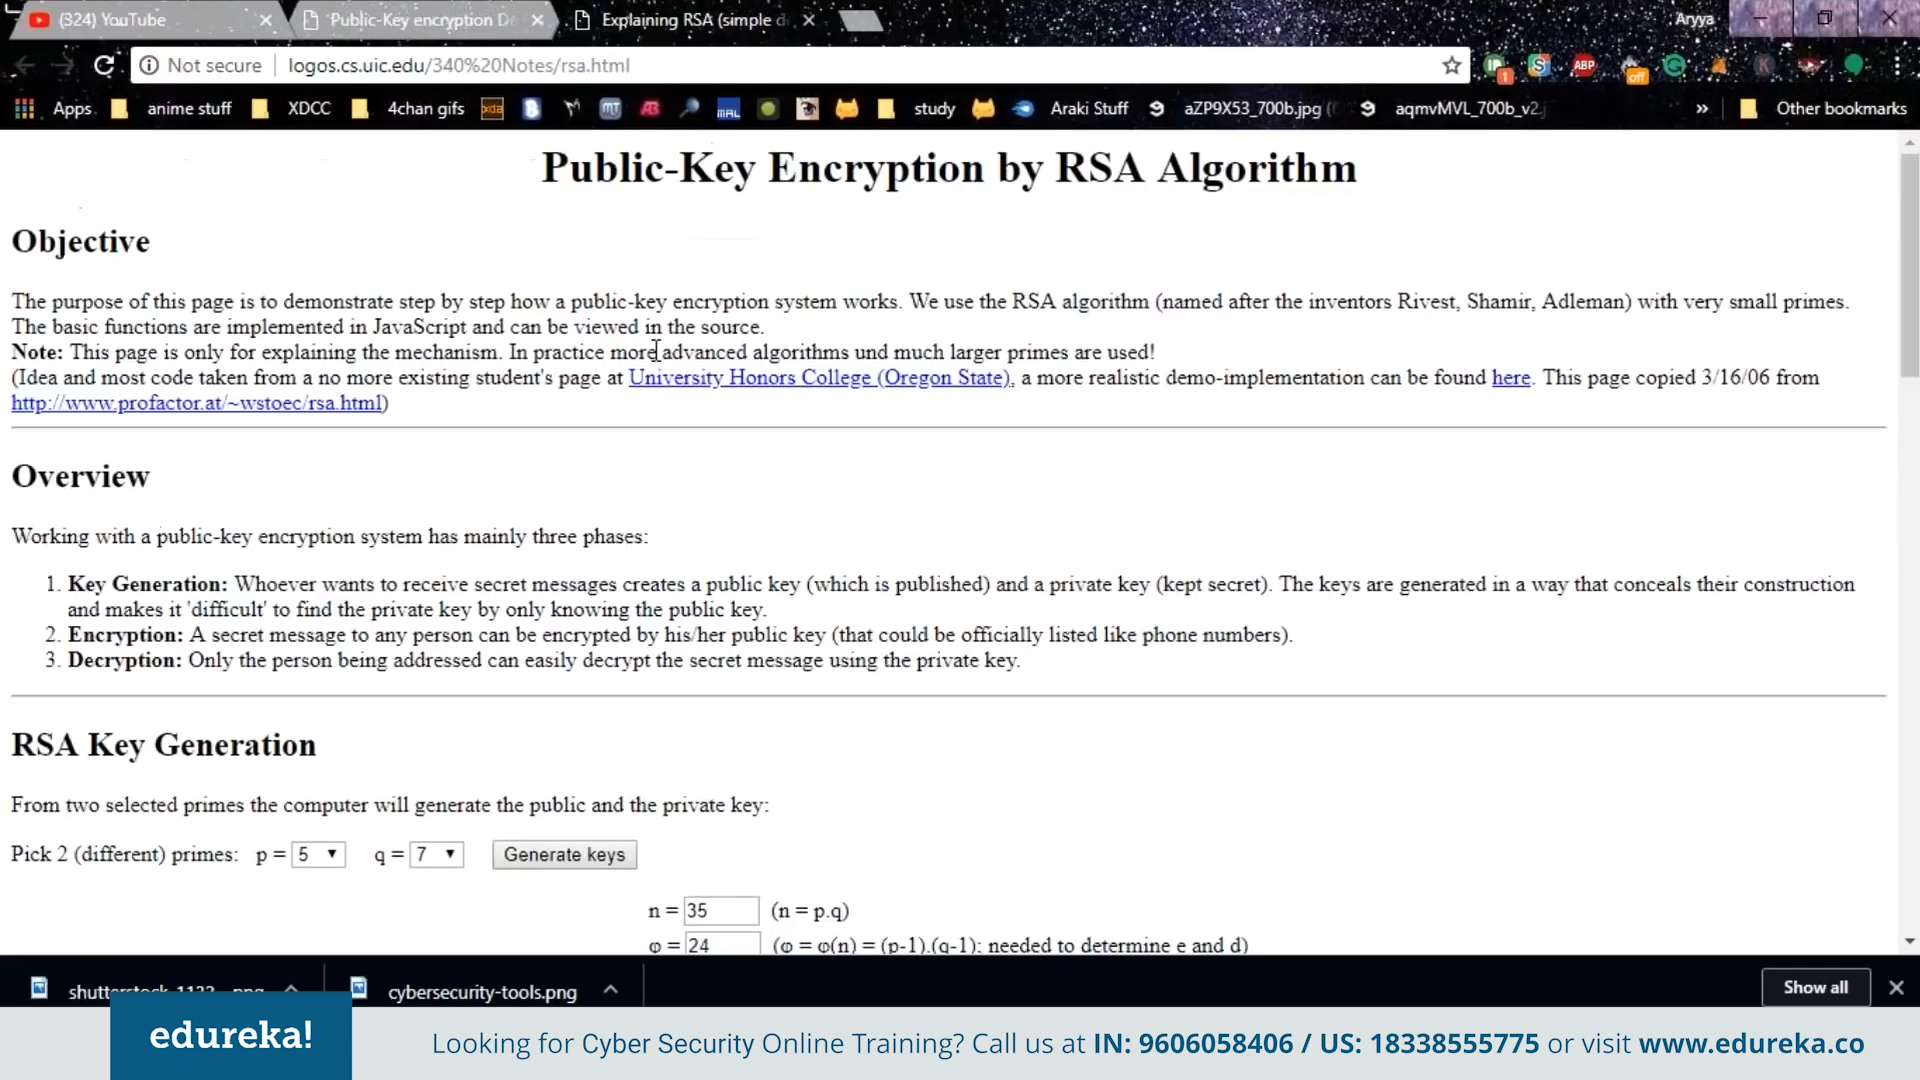 (324) YouTube
Public-Key encryption De
Explaining RSA (simple d
Aryya
Not secure
logos.cs.uic.edu/340%20Notes/rsa.html
1
ABP
off
K
Apps
anime stuff
XDCC
4chan gifs
xda
MT
AB
MAL
study
Araki Stuff
9
aZP9X53_700b.jpg (
9
aqmvMVL_700b_v2.j
»
Other bookmarks
Public-Key Encryption by RSA Algorithm
Objective
The purpose of this page is to demonstrate step by step how a public-key encryption system works. We use the RSA algorithm (named after the inventors Rivest, Shamir, Adleman) with very small primes.
The basic functions are implemented in JavaScript and can be viewed in the source.
Note: This page is only for explaining the mechanism. In practice more advanced algorithms und much larger primes are used!
(Idea and most code taken from a no more existing student's page at University Honors College (Oregon State), a more realistic demo-implementation can be found here. This page copied 3/16/06 from
http://www.profactor.at/~wstoec/rsa.html)
Overview
Working with a public-key encryption system has mainly three phases:
1. Key Generation: Whoever wants to receive secret messages creates a public key (which is published) and a private key (kept secret). The keys are generated in a way that conceals their construction
and makes it 'difficult' to find the private key by only knowing the public key.
2. Encryption: A secret message to any person can be encrypted by his/her public key (that could be officially listed like phone numbers).
3. Decryption: Only the person being addressed can easily decrypt the secret message using the private key.
RSA Key Generation
From two selected primes the computer will generate the public and the private key:
Pick 2 (different) primes: p = 5 q = 7 Generate keys
n = 35 (n = p.q)
φ = 24 (φ = φ(n) = (p-1).(q-1); needed to determine e and d)
shutterstock_1132....png
cybersecurity-tools.png
Show all
edureka!
Looking for Cyber Security Online Training? Call us at IN: 9606058406 / US: 18338555775 or visit www.edureka.co